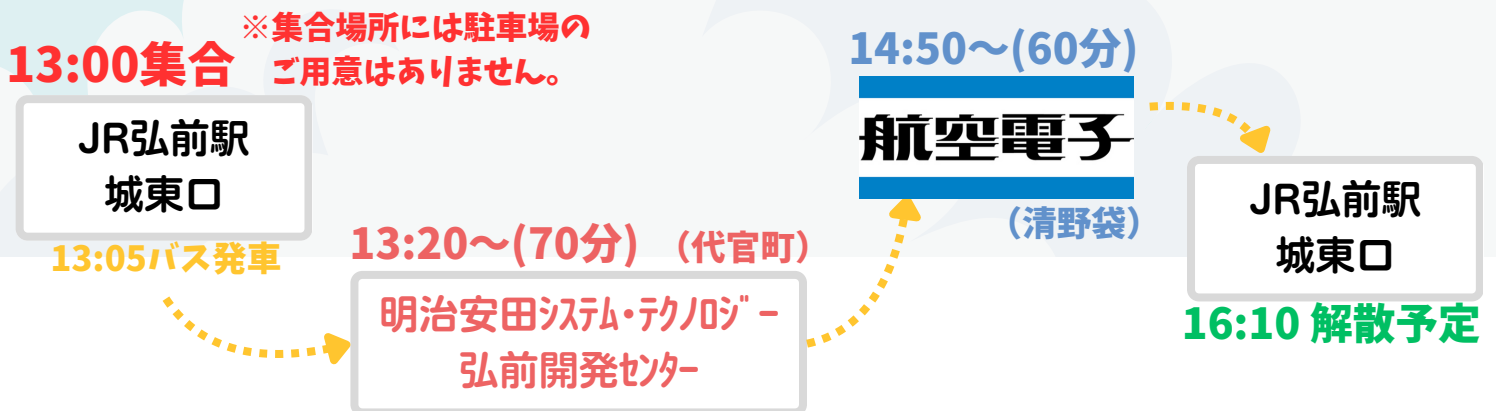 13:00集合
※集合場所には駐車場の
ご用意はありません。
JR弘前駅
城東口
13:05バス発車
13:20〜(70分) (代官町)
明治安田ｼｽﾃﾑ・ﾃｸﾉﾛｼﾞｰ
弘前開発ｾﾝﾀｰ
14:50〜(60分)
航空電子
(清野袋)
JR弘前駅
城東口
16:10 解散予定